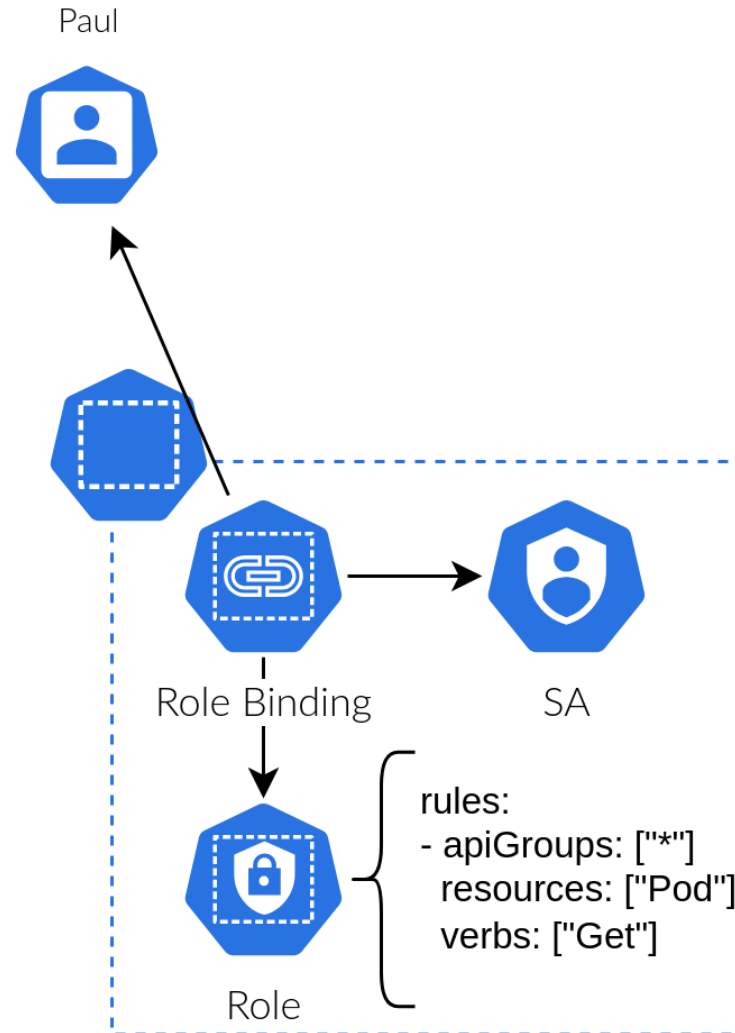 Paul
Role Binding
SA
rules:
- apiGroups: ["*"]
resources: ["Pod"]
verbs: ["Get"]
Role